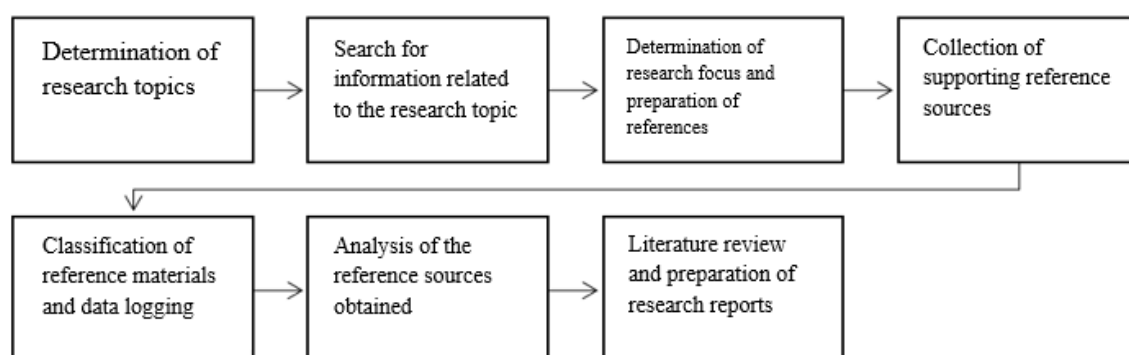 Determination of
research topics
Search for
information related
to the research topic
Determination of
research focus and
preparation of
references
Collection of
supporting reference
sources
Classification of
reference materials
and data logging
Analysis of the
reference sources
obtained
Literature review
and preparation of
research reports